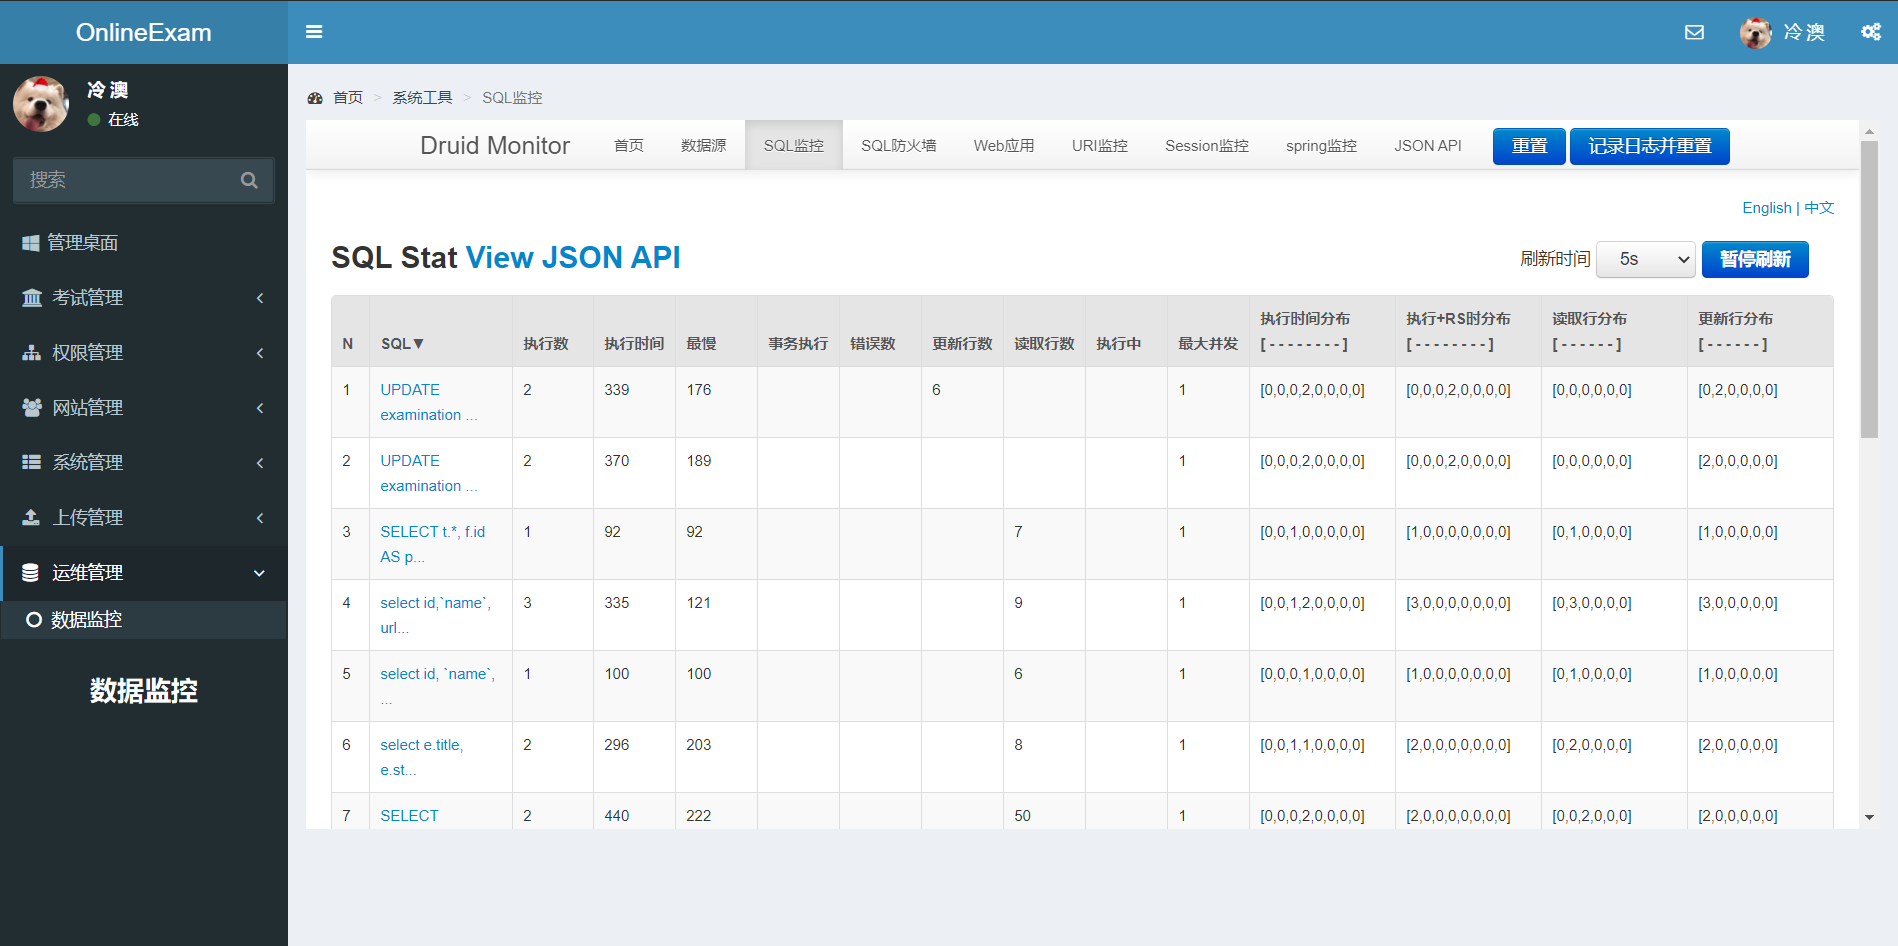 OnlineExam
冷澳
冷澳
在线
搜索
管理桌面
考试管理
权限管理
网站管理
系统管理
上传管理
运维管理
数据监控
数据监控
首页 > 系统工具 > SQL监控
Druid Monitor 首页 数据源 SQL监控 SQL防火墙 Web应用 URI监控 Session监控 spring监控 JSON API 重置 记录日志并重置
English | 中文
SQL Stat View JSON API 刷新时间 5s 暂停刷新
N SQL▼ 执行数 执行时间 最慢 事务执行 错误数 更新行数 读取行数 执行中 最大并发 执行时间分布 [ - - - - - - - - ] 执行+RS时分布 [ - - - - - - - - ] 读取行分布 [ - - - - - - ] 更新行分布 [ - - - - - - ]
1 UPDATE examination ... 2 339 176 6 1 [0,0,0,2,0,0,0,0] [0,0,0,2,0,0,0,0] [0,0,0,0,0,0] [0,2,0,0,0,0]
2 UPDATE examination ... 2 370 189 1 [0,0,0,2,0,0,0,0] [0,0,0,2,0,0,0,0] [0,0,0,0,0,0] [2,0,0,0,0,0]
3 SELECT t.*, f.id AS p... 1 92 92 7 1 [0,0,1,0,0,0,0,0] [1,0,0,0,0,0,0,0] [0,1,0,0,0,0] [1,0,0,0,0,0]
4 select id,`name`, url... 3 335 121 9 1 [0,0,1,2,0,0,0,0] [3,0,0,0,0,0,0,0] [0,3,0,0,0,0] [3,0,0,0,0,0]
5 select id, `name`, ... 1 100 100 6 1 [0,0,0,1,0,0,0,0] [1,0,0,0,0,0,0,0] [0,1,0,0,0,0] [1,0,0,0,0,0]
6 select e.title, e.st... 2 296 203 8 1 [0,0,1,1,0,0,0,0] [2,0,0,0,0,0,0,0] [0,2,0,0,0,0] [2,0,0,0,0,0]
7 SELECT 2 440 222 50 1 [0,0,0,2,0,0,0,0] [2,0,0,0,0,0,0,0] [0,0,2,0,0,0] [2,0,0,0,0,0]